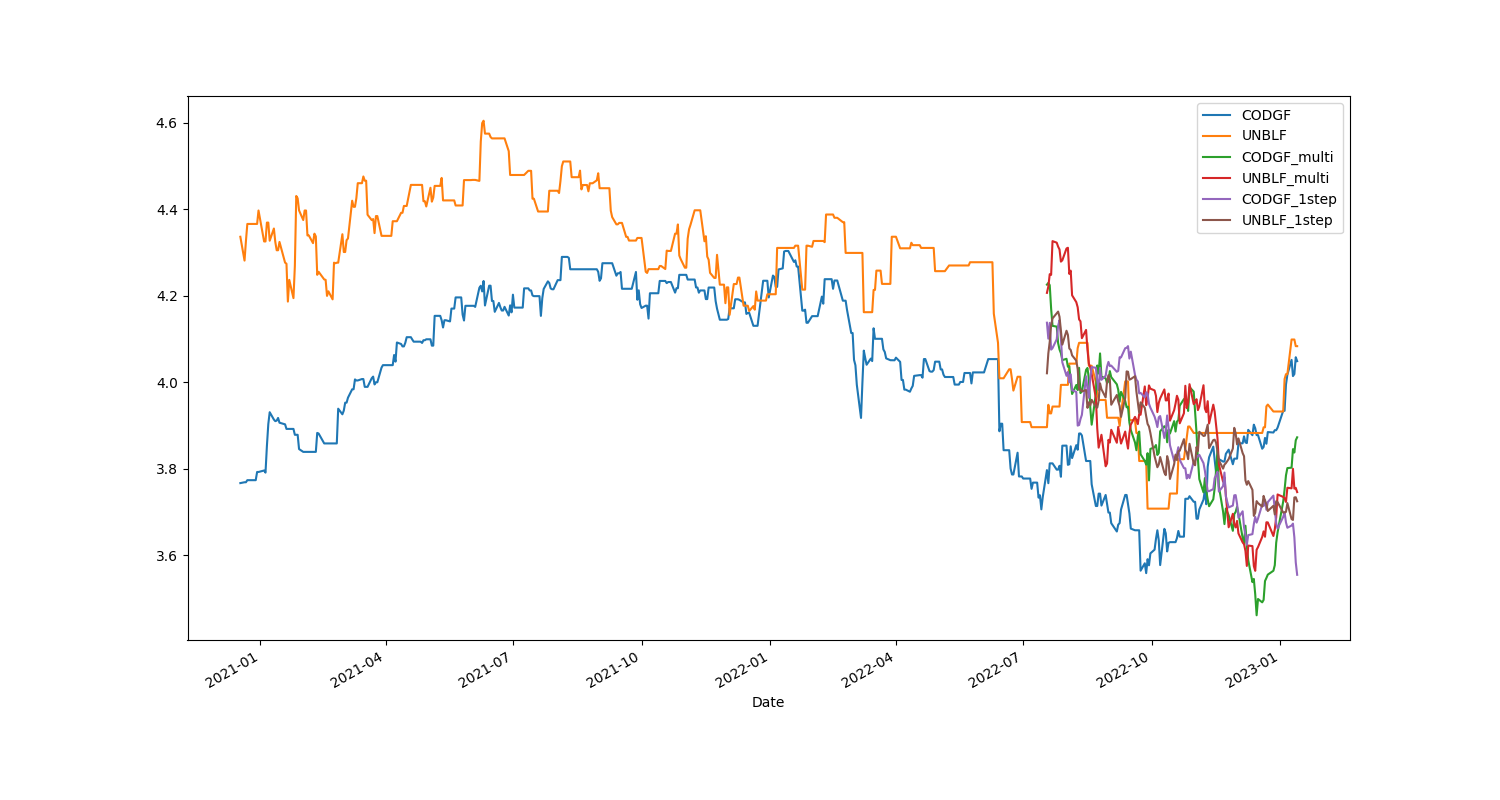 4.6
4.4
4.2
4.0
3.8
3.6
2021-01
2021-04
2021-07
2021-10
2022-01
2022-04
2022-07
2022-10
2023-01
Date
CODGF
UNBLF
CODGF_multi
UNBLF_multi
CODGF_1step
UNBLF_1step